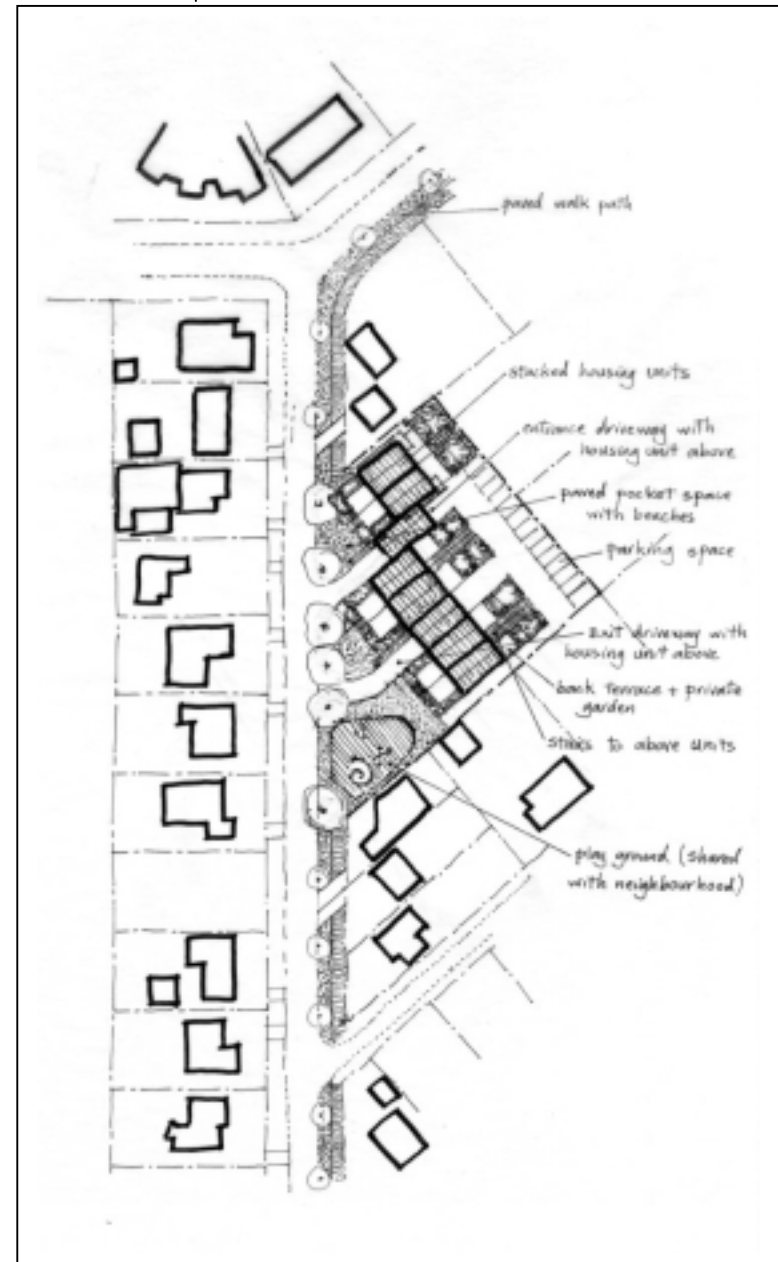 paved walk path
stacked housing units
entrance driveway with
housing unit above
paved pocket space
with benches
parking space
exit driveway with
housing unit above
back terrace + private
garden
stairs to above units
play ground (shared
with neighbourhood)